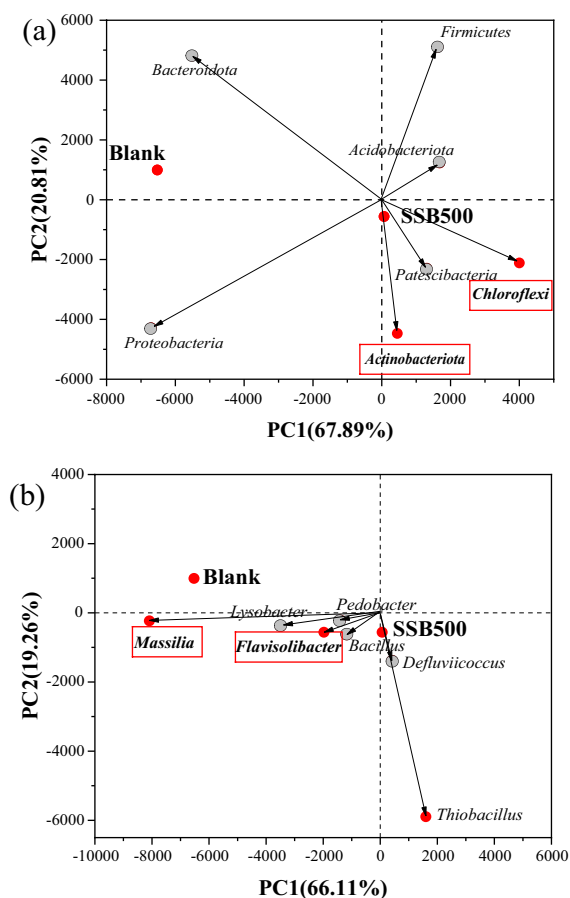 (a)
6000
4000
2000
0
-2000
-4000
-6000
PC2(20.81%)
Bacteroidota
Firmicutes
Acidobacteriota
Blank
SSB500
Patescibacteria
Chloroflexi
Proteobacteria
Actinobacteriota
-8000 -6000 -4000 -2000 0 2000 4000
PC1(67.89%)
(b)
4000
2000
0
-2000
-4000
-6000
PC2(19.26%)
Blank
Lysobacter
Pedobacter
SSB500
Massilia
Flavisolibacter
Bacillus
Defluviicoccus
Thiobacillus
-10000 -8000 -6000 -4000 -2000 0 2000 4000 6000
PC1(66.11%)